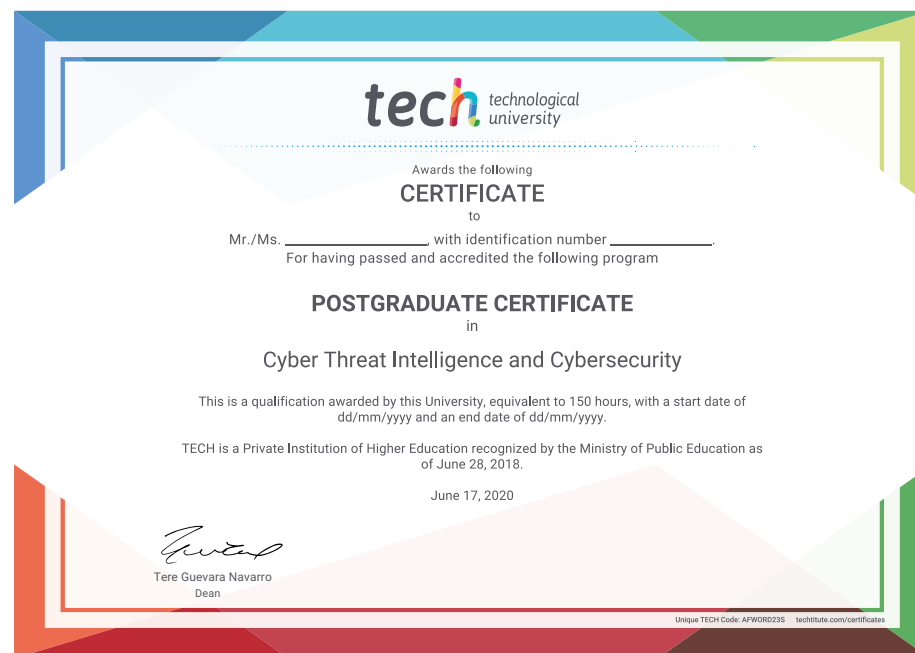 tech technological
university
Awards the following
CERTIFICATE
to
Mr./Ms. ____________________, with identification number ______________.
For having passed and accredited the following program
POSTGRADUATE CERTIFICATE
in
Cyber Threat Intelligence and Cybersecurity
This is a qualification awarded by this University, equivalent to 150 hours, with a start date of
dd/mm/yyyy and an end date of dd/mm/yyyy.
TECH is a Private Institution of Higher Education recognized by the Ministry of Public Education as
of June 28, 2018.
June 17, 2020
Tere Guevara Navarro
Dean
Unique TECH Code: AFWORD23S techtitute.com/certificates